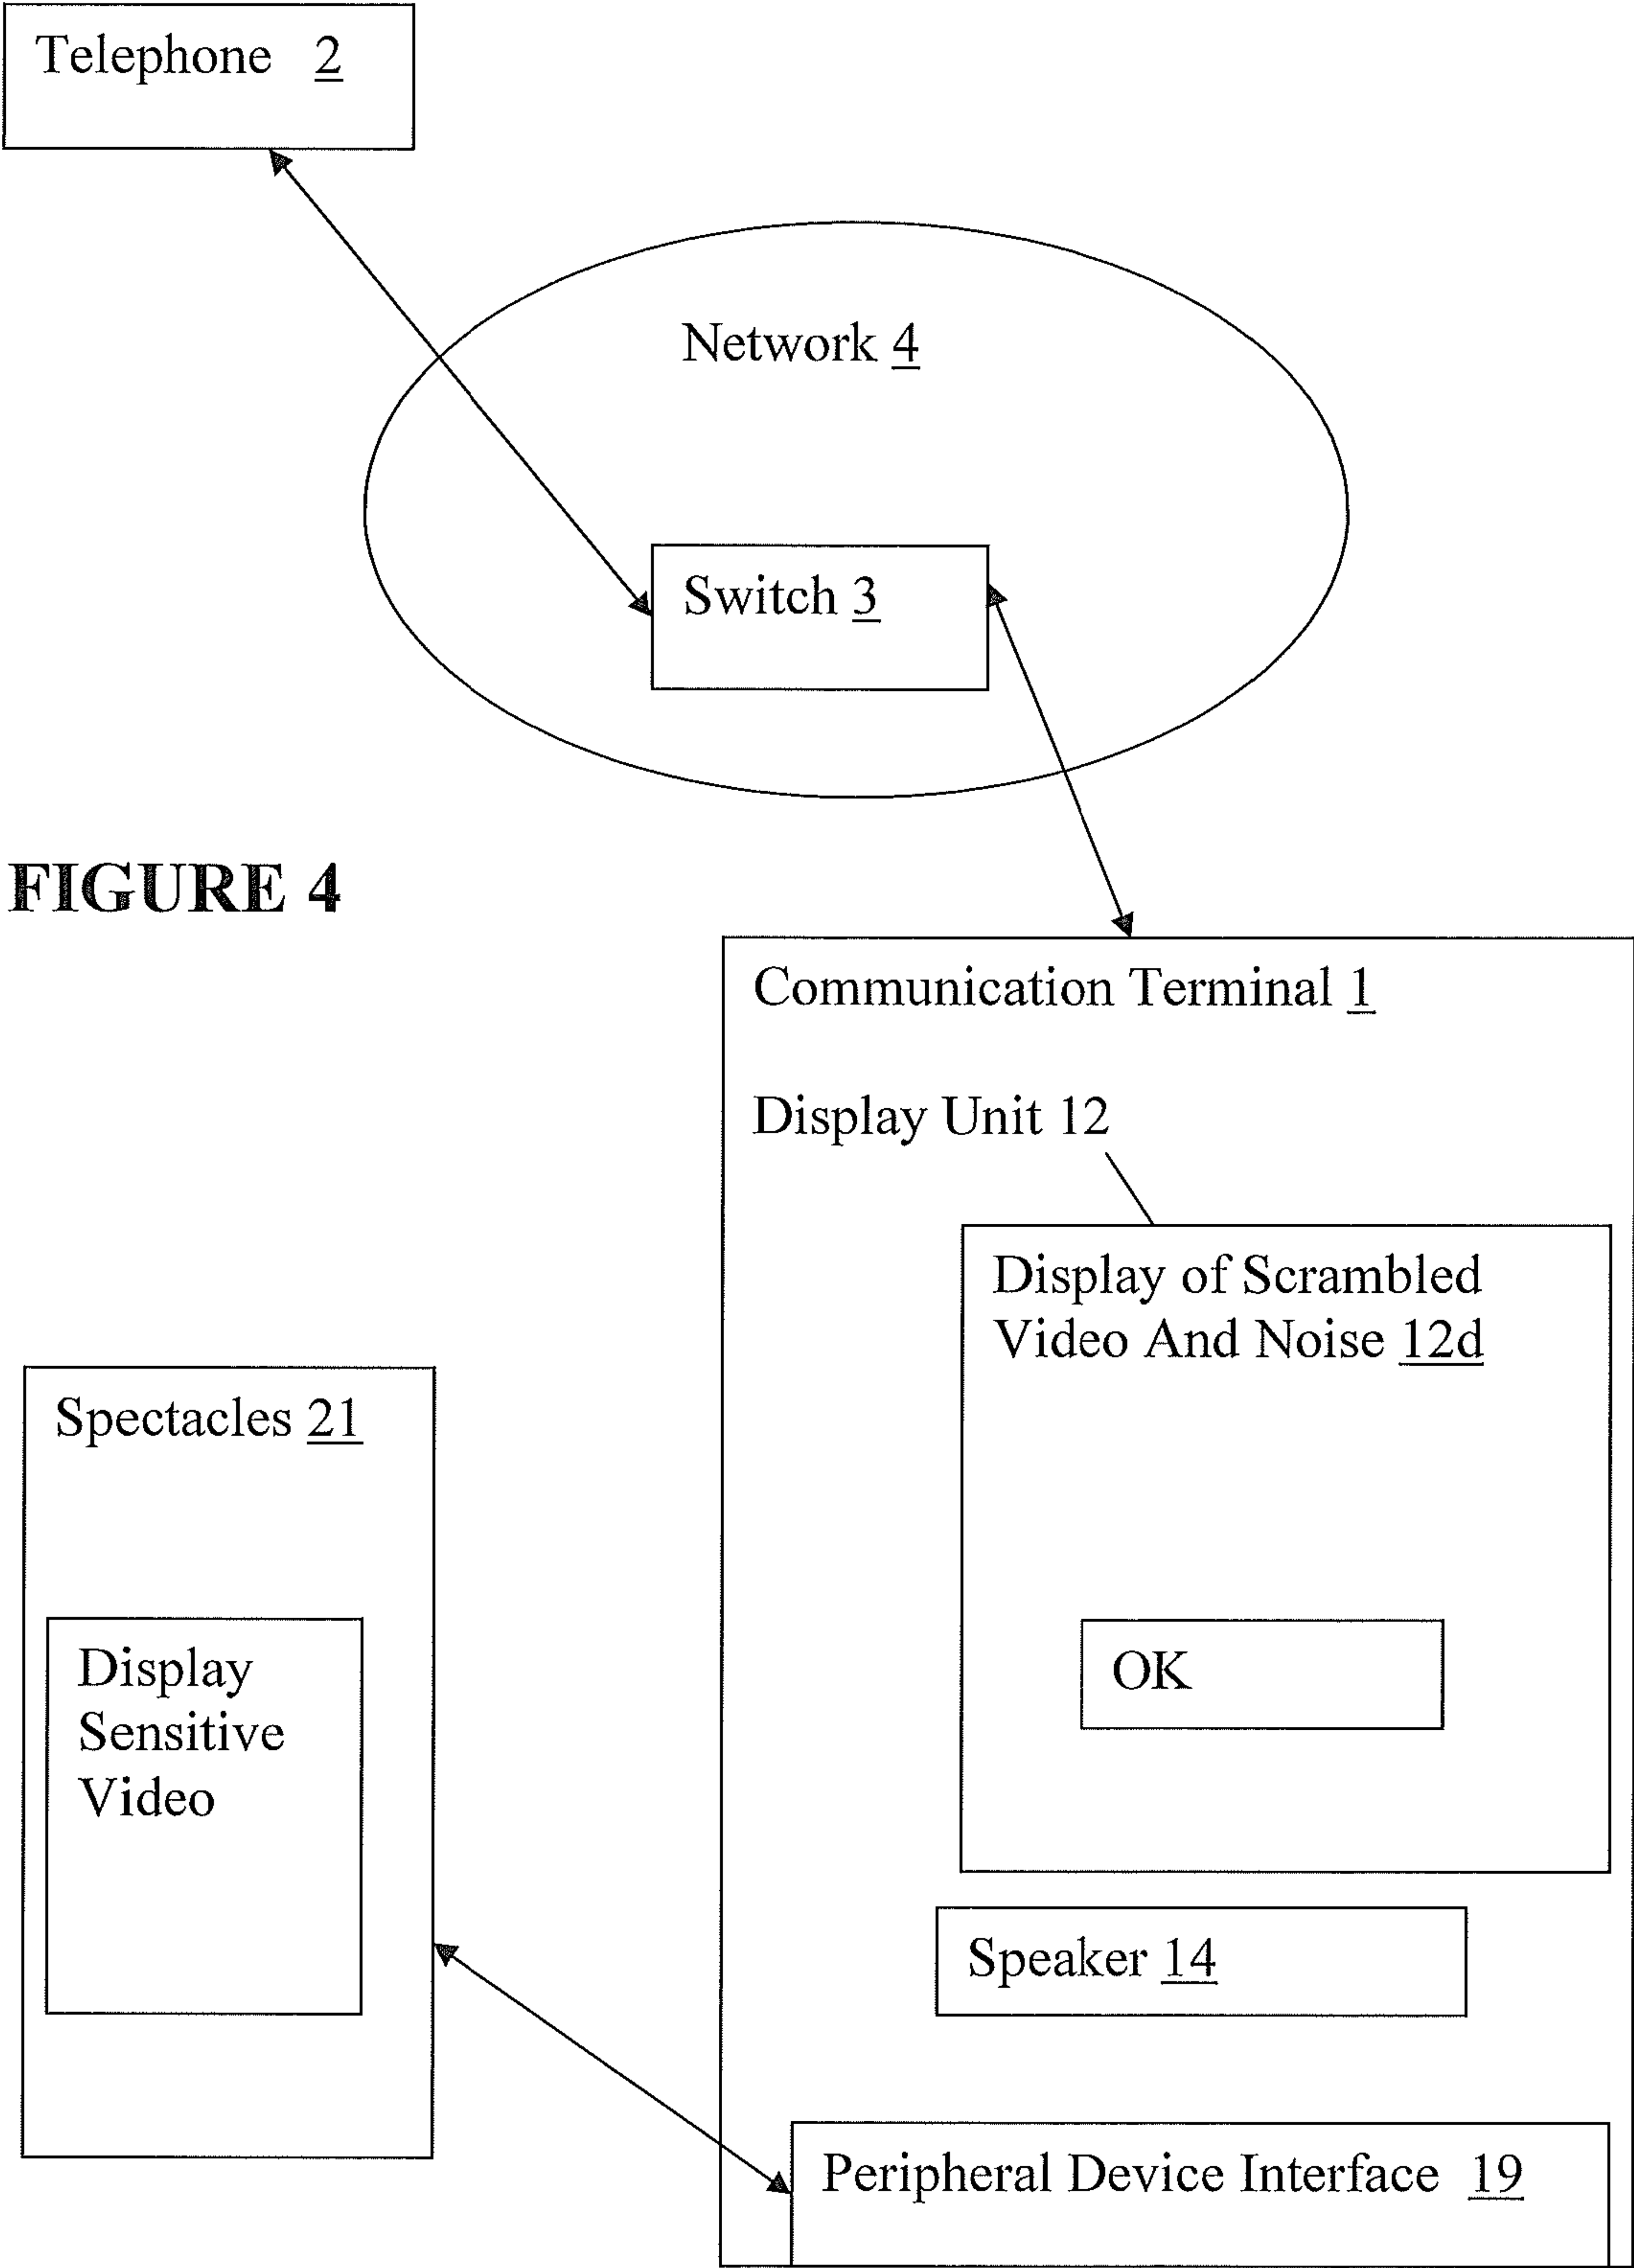 Telephone 2
Network 4
Switch 3
FIGURE 4
Communication Terminal 1
Display Unit 12
Display of Scrambled
Video And Noise 12d
Spectacles 21
Display
Sensitive
Video
OK
Speaker 14
Peripheral Device Interface 19